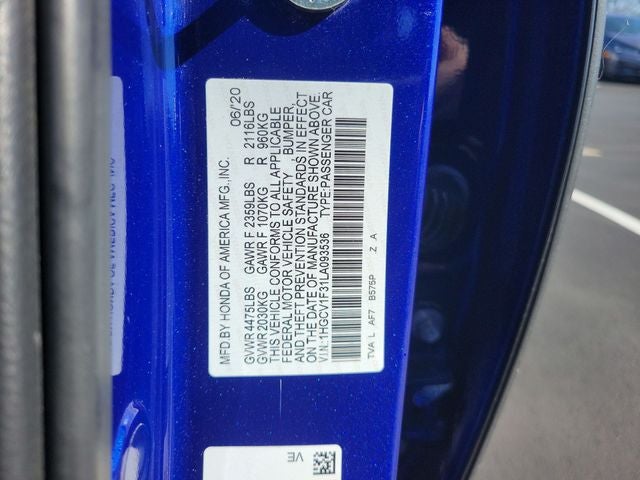 MFD.BY HONDA OF AMERICA MFG.,INC. 06/20
GVWR 4475LBS GAWR F 2359LBS R 2116LBS
GVWR 2030KG GAWR F 1070KG R 960KG
THIS VEHICLE CONFORMS TO ALL APPLICABLE
FEDERAL MOTOR VEHICLE SAFETY, BUMPER,
AND THEFT PREVENTION STANDARDS IN EFFECT
ON THE DATE OF MANUFACTURE SHOWN ABOVE.
V.I.N.:1HGCV1F31LA093536 TYPE:PASSENGER CAR
TVA L AF7 B575P Z A
VE